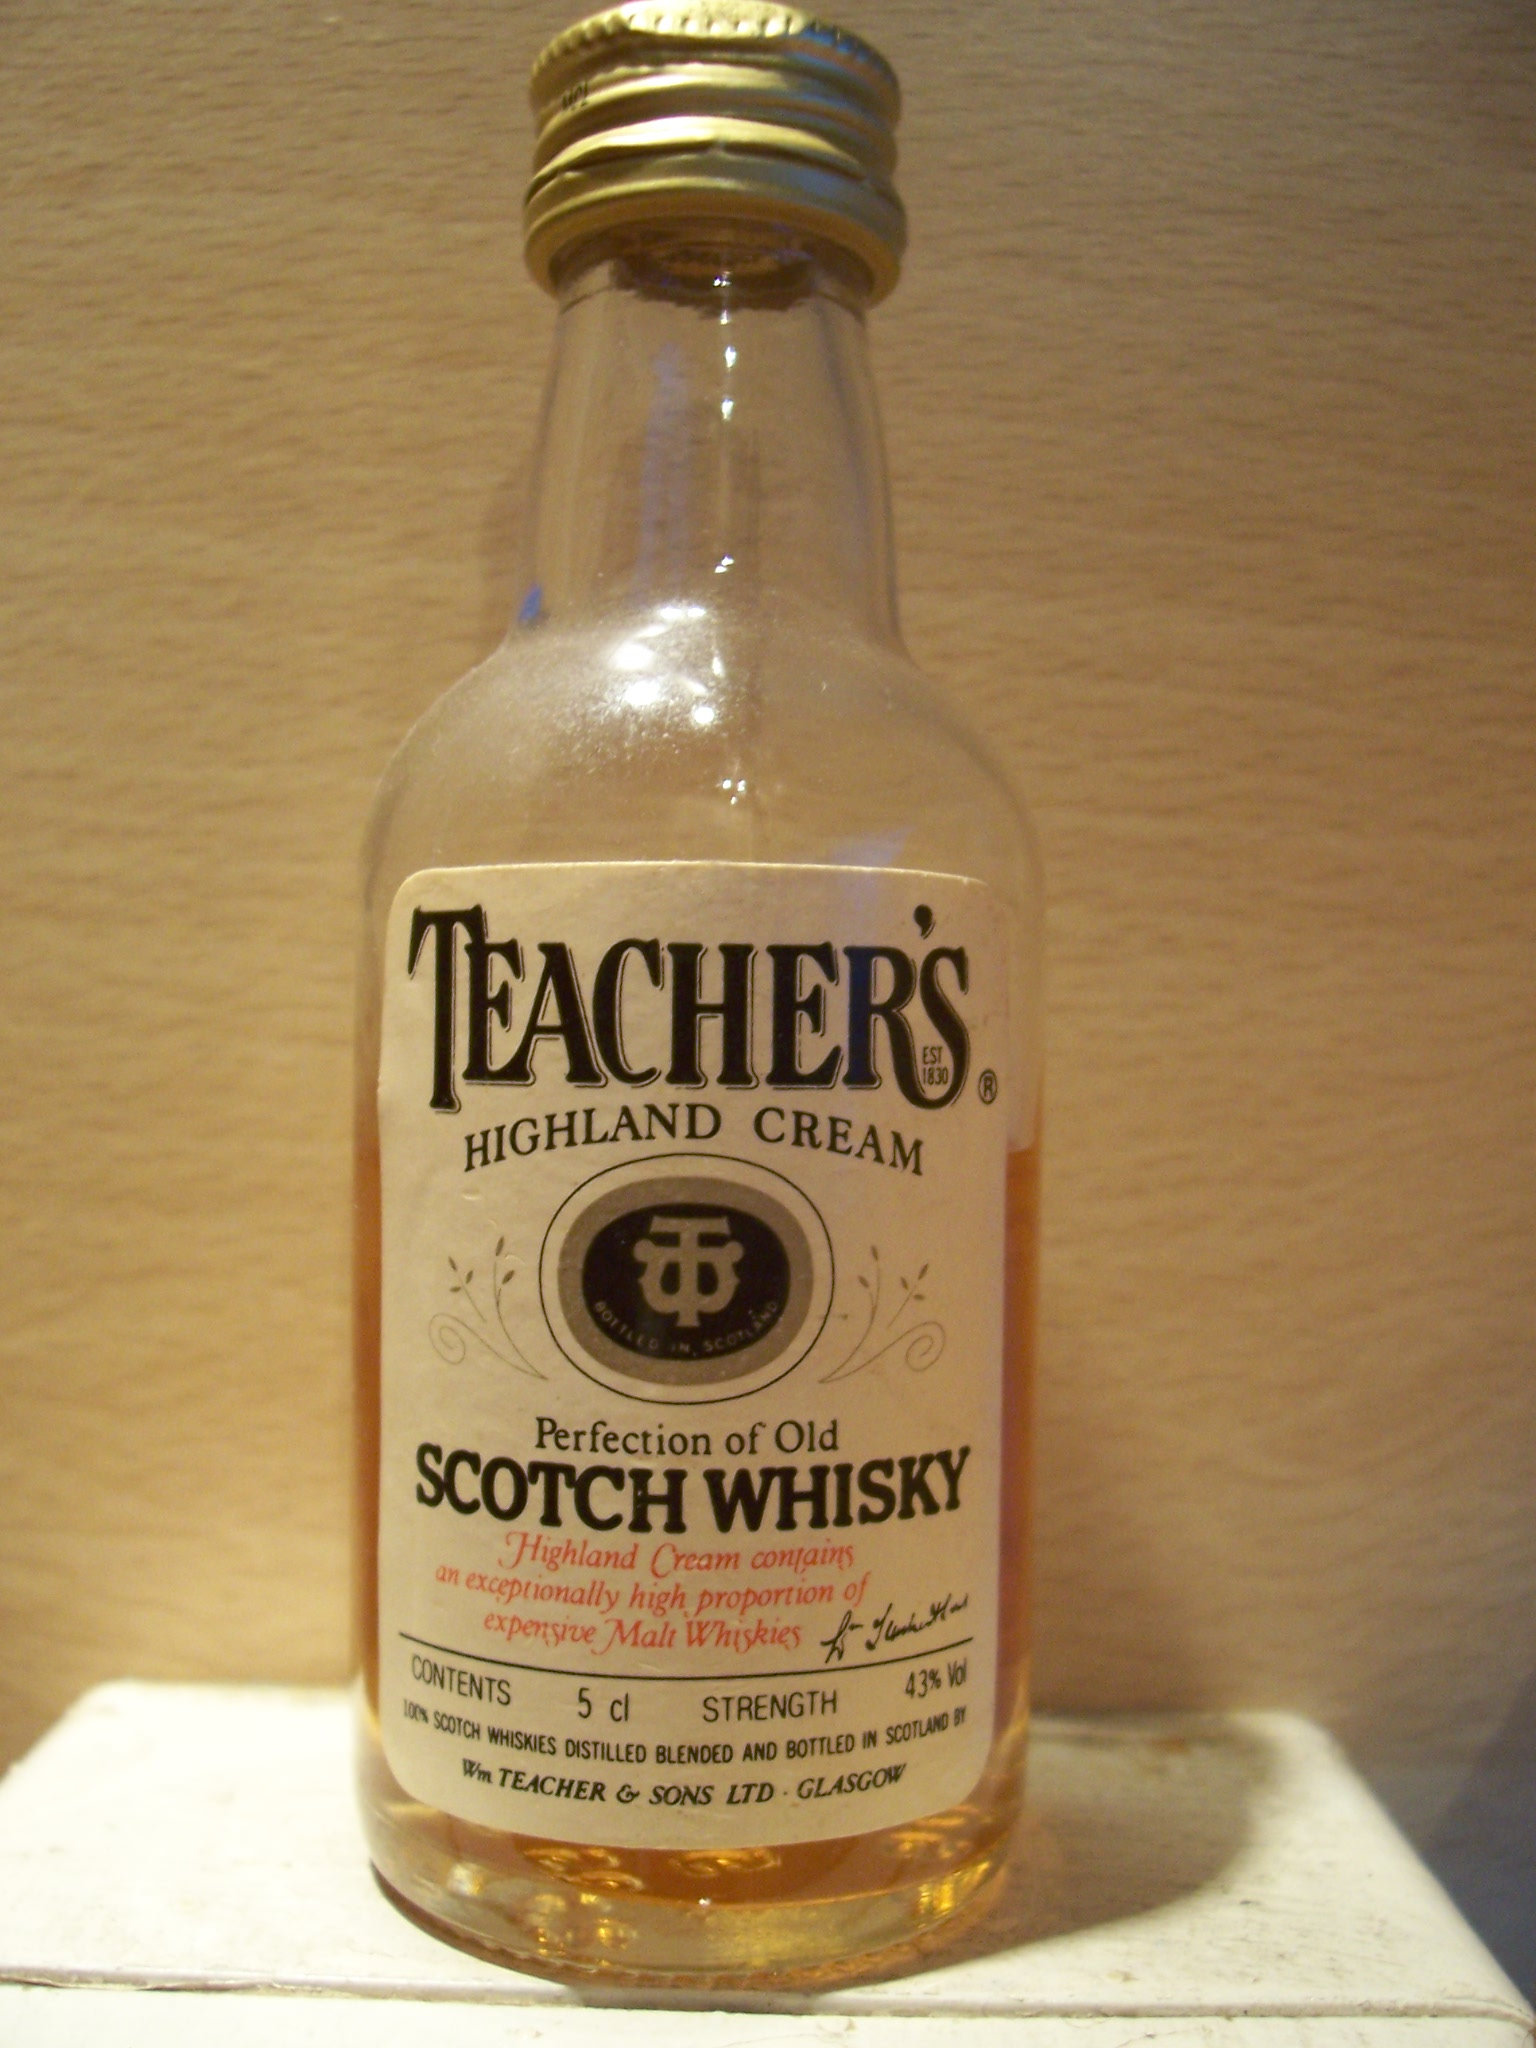 TEACHER'S
EST
1830
®
HIGHLAND CREAM
BOTTLED IN SCOTLAND
Perfection of Old
SCOTCH WHISKY
Highland Cream contains
an exceptionally high proportion of
expensive Malt Whiskies
CONTENTS 5 cl STRENGTH 43% Vol
100% SCOTCH WHISKIES DISTILLED BLENDED AND BOTTLED IN SCOTLAND BY
Wm TEACHER & SONS LTD · GLASGOW